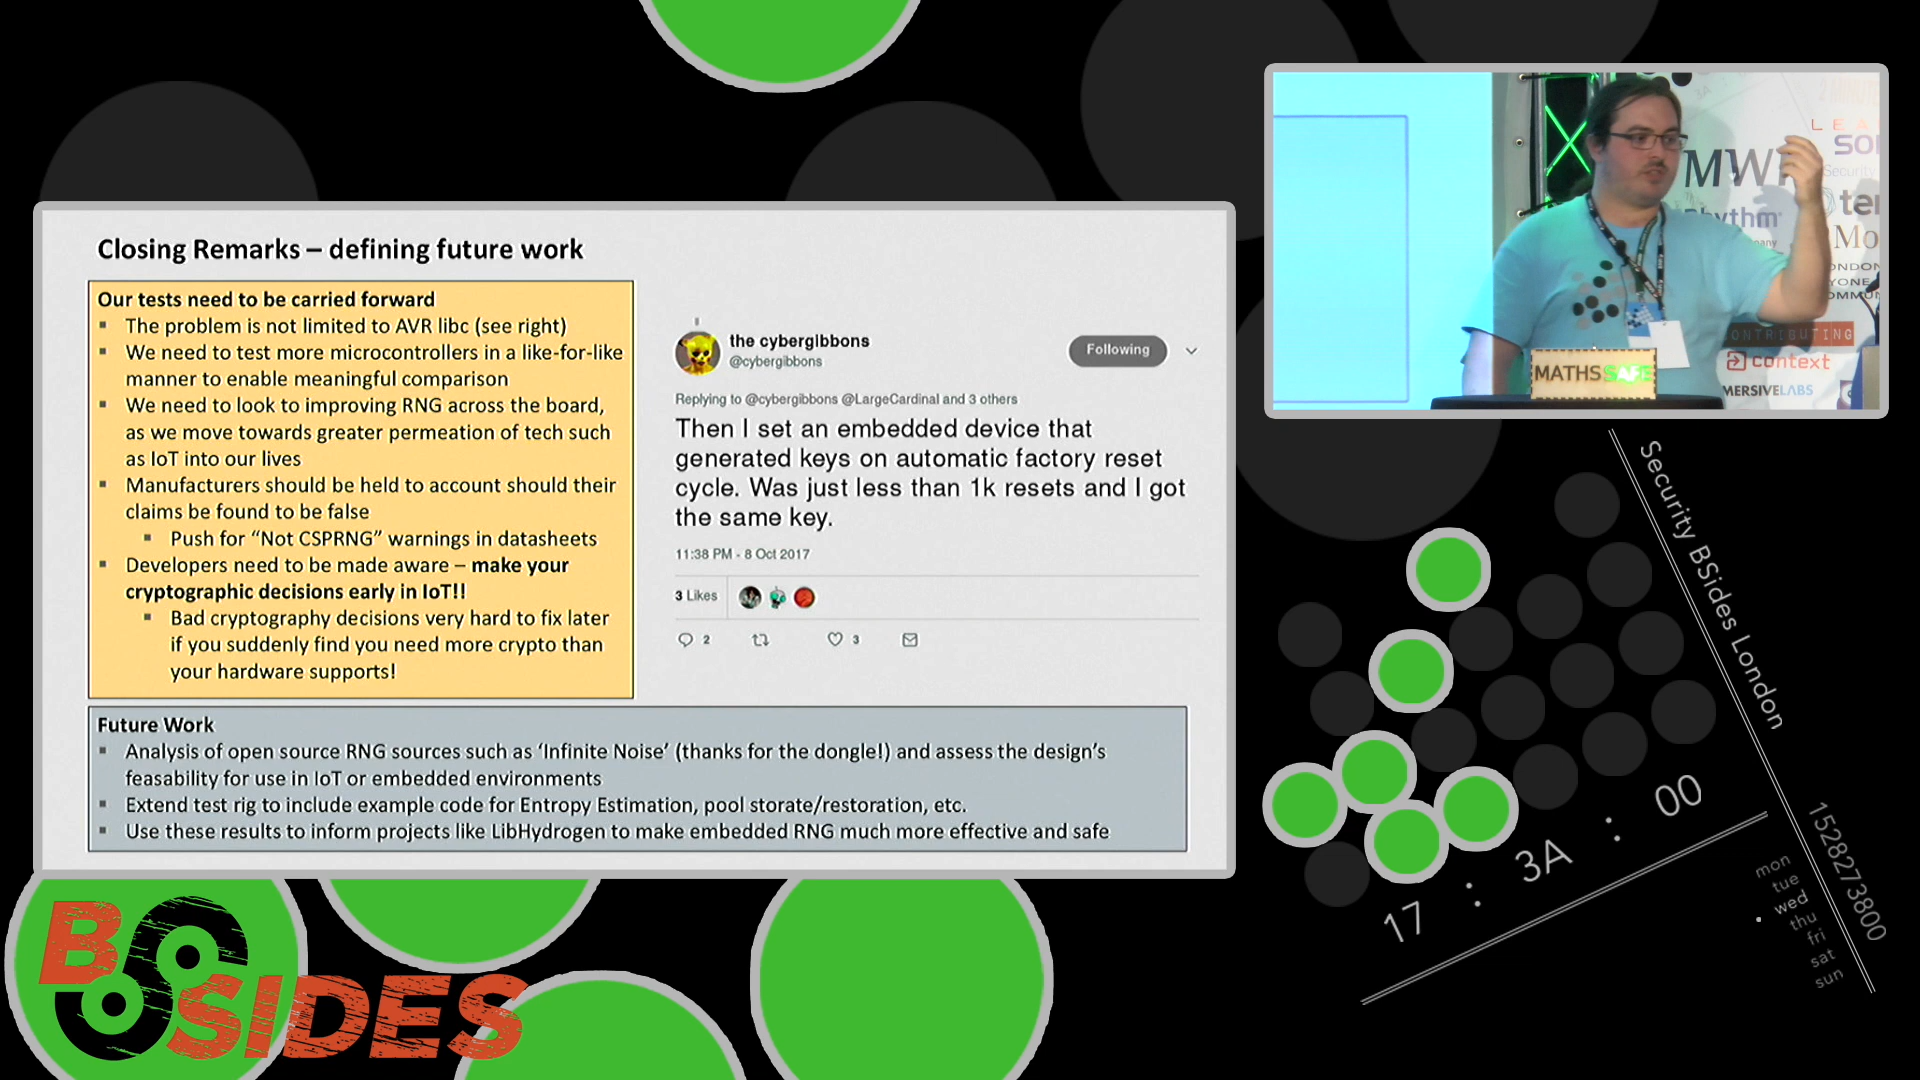 Closing Remarks – defining future work
Our tests need to be carried forward
▪ The problem is not limited to AVR libc (see right)
▪ We need to test more microcontrollers in a like-for-like
manner to enable meaningful comparison
▪ We need to look to improving RNG across the board,
as we move towards greater permeation of tech such
as IoT into our lives
▪ Manufacturers should be held to account should their
claims be found to be false
▪ Push for “Not CSPRNG” warnings in datasheets
▪ Developers need to be made aware – make your
cryptographic decisions early in IoT!!
▪ Bad cryptography decisions very hard to fix later
if you suddenly find you need more crypto than
your hardware supports!
the cybergibbons
@cybergibbons
Following
Replying to @cybergibbons @LargeCardinal and 3 others
Then I set an embedded device that
generated keys on automatic factory reset
cycle. Was just less than 1k resets and I got
the same key.
11:38 PM - 8 Oct 2017
3 Likes
2
3
Future Work
▪ Analysis of open source RNG sources such as ‘Infinite Noise’ (thanks for the dongle!) and assess the design’s
feasability for use in IoT or embedded environments
▪ Extend test rig to include example code for Entropy Estimation, pool storate/restoration, etc.
▪ Use these results to inform projects like LibHydrogen to make embedded RNG much more effective and safe
MWR
Security
context
CONTRIBUTING
MERSIVELABS
MATHSSAFE
Security BSides London
17 : 3A : 00
1528273800
mon
tue
wed
thu
fri
sat
sun
BSIDES